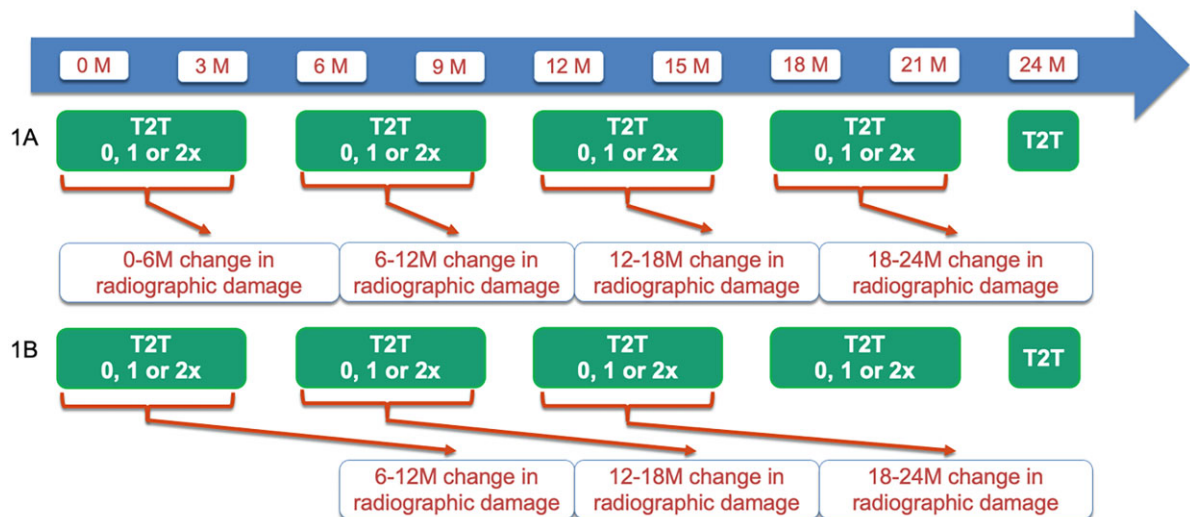 0 M 3 M 6 M 9 M 12 M 15 M 18 M 21 M 24 M
1A
T2T
0, 1 or 2x
T2T
0, 1 or 2x
T2T
0, 1 or 2x
T2T
0, 1 or 2x
T2T
0-6M change in
radiographic damage
6-12M change in
radiographic damage
12-18M change in
radiographic damage
18-24M change in
radiographic damage
1B
T2T
0, 1 or 2x
T2T
0, 1 or 2x
T2T
0, 1 or 2x
T2T
0, 1 or 2x
T2T
6-12M change in
radiographic damage
12-18M change in
radiographic damage
18-24M change in
radiographic damage